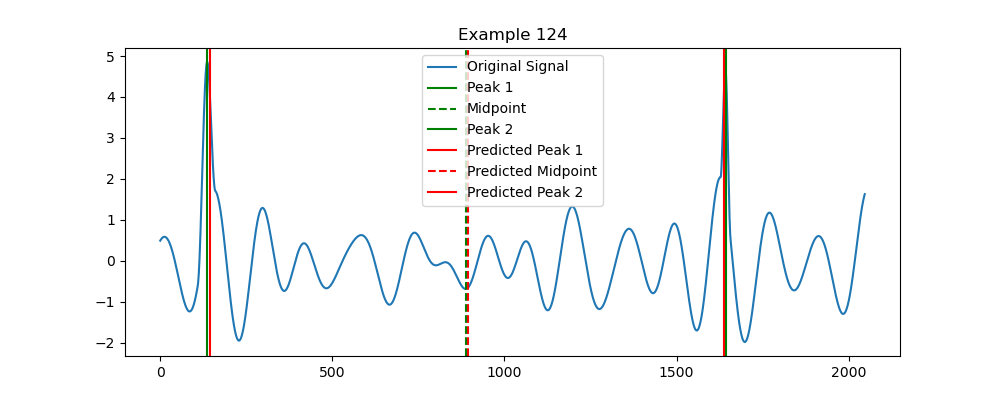 Example 124
Original Signal
Peak 1
Midpoint
Peak 2
Predicted Peak 1
Predicted Midpoint
Predicted Peak 2
5
4
3
2
1
0
−1
−2
0 500 1000 1500 2000